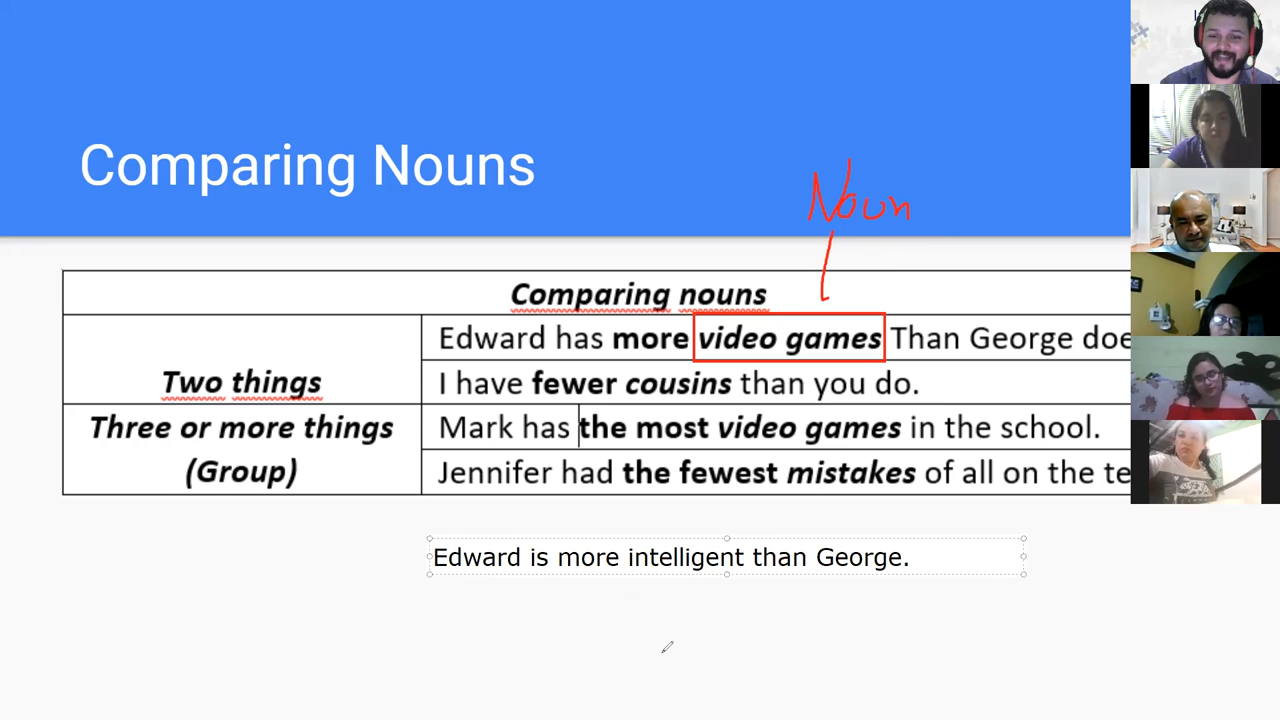 Comparing Nouns
Noun
Comparing nouns
Two things
Edward has more video games Than George doe
I have fewer cousins than you do.
Three or more things
(Group)
Mark has the most video games in the school.
Jennifer had the fewest mistakes of all on the te
Edward is more intelligent than George.